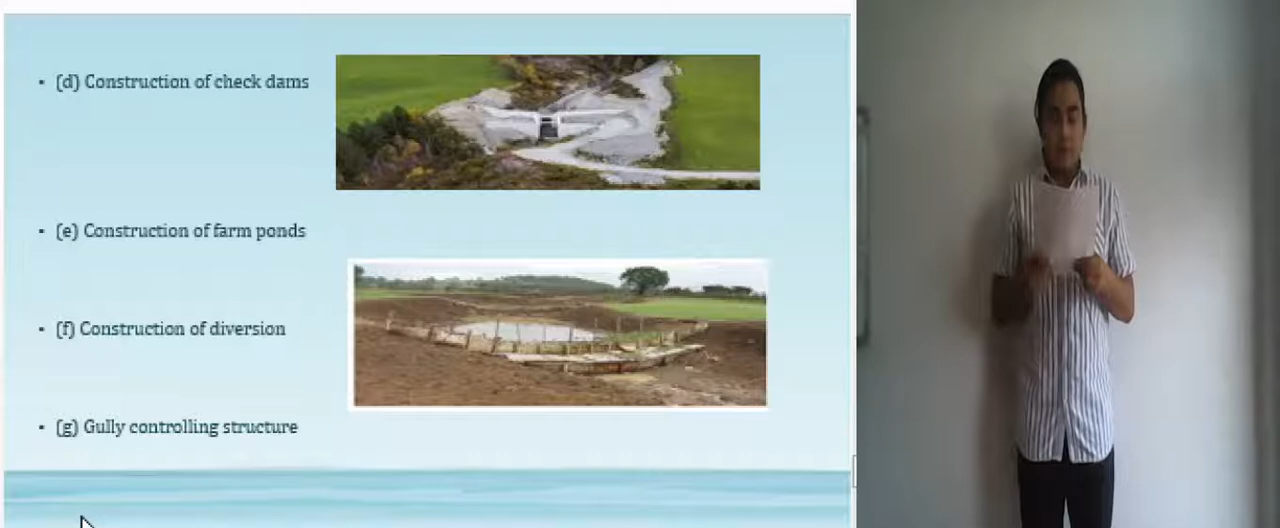 • (d) Construction of check dams
• (e) Construction of farm ponds
• (f) Construction of diversion
• (g) Gully controlling structure